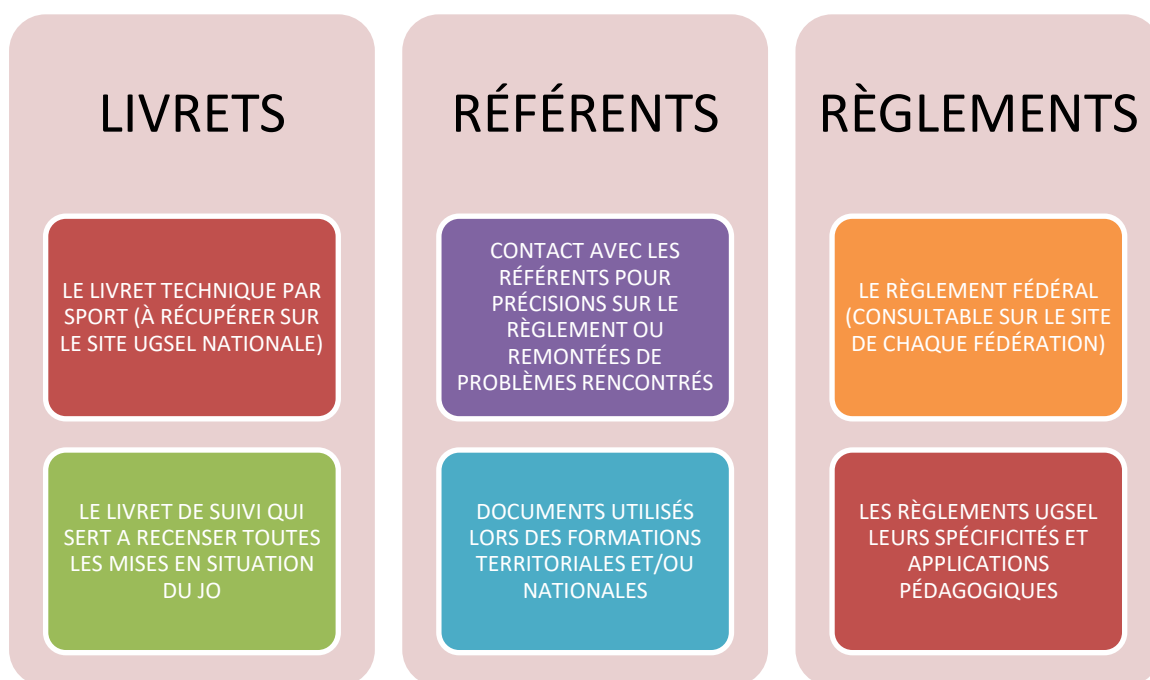 LIVRETS
LE LIVRET TECHNIQUE PAR
SPORT (À RÉCUPÉRER SUR
LE SITE UGSEL NATIONALE)
LE LIVRET DE SUIVI QUI
SERT A RECENSER TOUTES
LES MISES EN SITUATION
DU JO
RÉFÉRENTS
CONTACT AVEC LES
RÉFÉRENTS POUR
PRÉCISIONS SUR LE
RÈGLEMENT OU
REMONTÉES DE
PROBLÈMES RENCONTRÉS
DOCUMENTS UTILISÉS
LORS DES FORMATIONS
TERRITORIALES ET/OU
NATIONALES
RÈGLEMENTS
LE RÈGLEMENT FÉDÉRAL
(CONSULTABLE SUR LE SITE
DE CHAQUE FÉDÉRATION)
LES RÈGLEMENTS UGSEL
LEURS SPÉCIFICITÉS ET
APPLICATIONS
PÉDAGOGIQUES